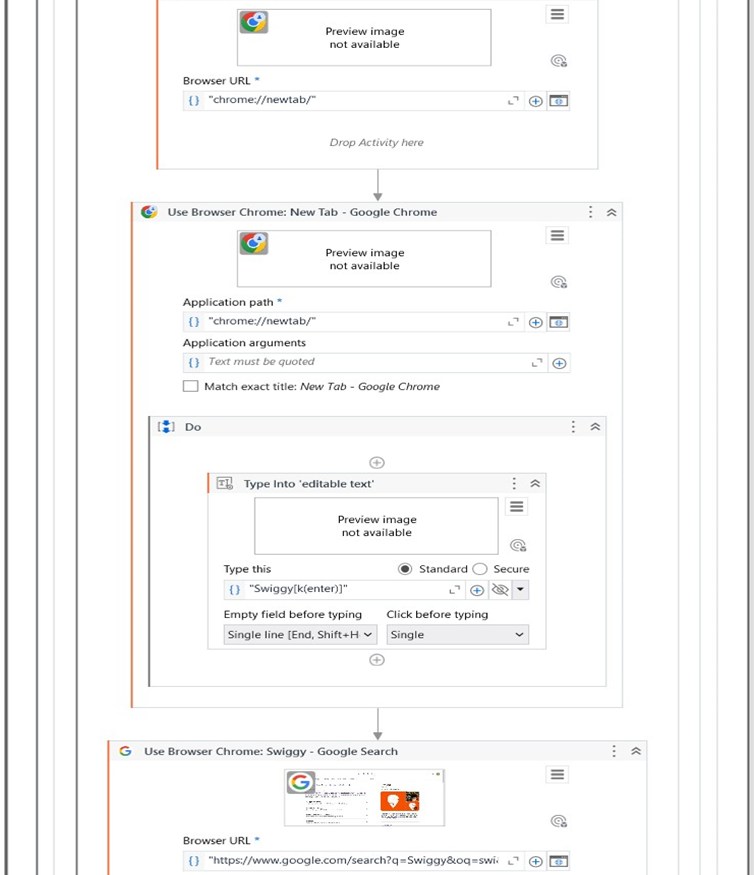 Preview image
not available
Browser URL *
"chrome://newtab/"
Drop Activity here
Use Browser Chrome: New Tab - Google Chrome
Preview image
not available
Application path *
"chrome://newtab/"
Application arguments
Text must be quoted
Match exact title: New Tab - Google Chrome
Do
Type Into 'editable text'
Preview image
not available
Type this Standard Secure
"Swiggy[k(enter)]"
Empty field before typing Click before typing
Single line [End, Shift+H Single
Use Browser Chrome: Swiggy - Google Search
Browser URL *
"https://www.google.com/search?q=Swiggy&oq=swi